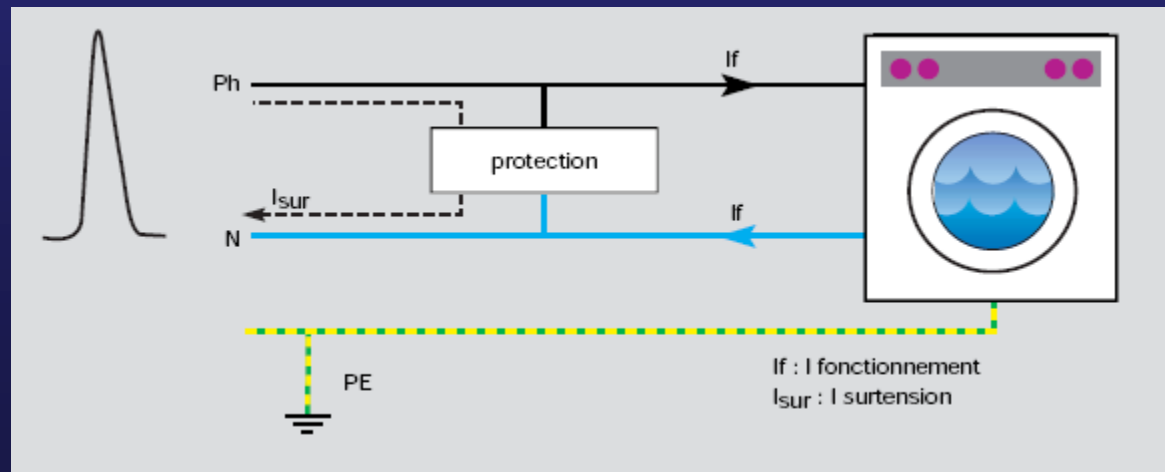 If
Ph
protection
Isur
If
N
If : I fonctionnement
PE
Isur : I surtension